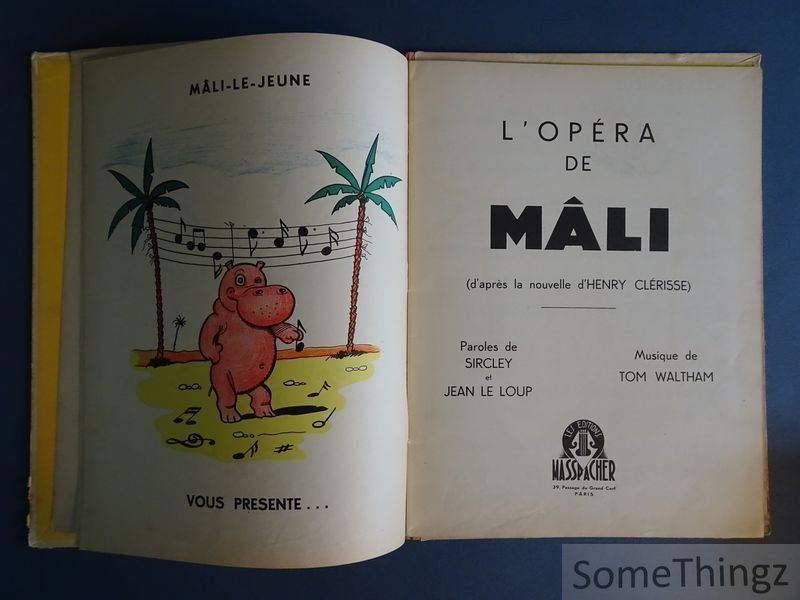 MÂLI-LE-JEUNE
VOUS PRESENTE...
L'OPÉRA
DE
MÂLI
(d'après la nouvelle d'HENRY CLÉRISSE)
Paroles de
SIRCLEY
et
JEAN LE LOUP
Musique de
TOM WALTHAM
LES EDITIONS
MASSPACHER
39, Passage du Grand Cerf
PARIS
SomeThingz